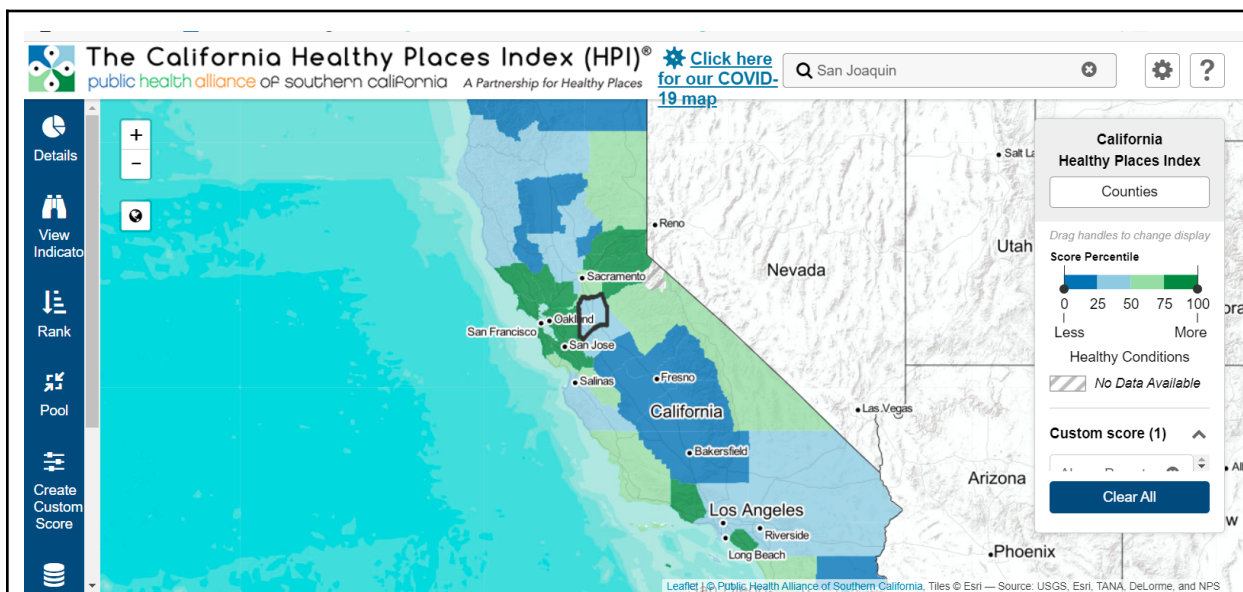 The California Healthy Places Index (HPI)®
public health alliance of southern california A Partnership for Healthy Places
Click here
for our COVID-
19 map
San Joaquin
?
Details
View
Indicato
Rank
Pool
Create
Custom
Score
+
−
Reno
Salt La
Utah
Nevada
Sacramento
Oakland
San Francisco
San Jose
Salinas
Fresno
California
Las Vegas
Bakersfield
Arizona
Los Angeles
Riverside
Long Beach
Phoenix
California
Healthy Places Index
Counties
Drag handles to change display
Score Percentile
0 25 50 75 100
Less More
Healthy Conditions
No Data Available
Custom score (1)
Clear All
Leaflet | © Public Health Alliance of Southern California, Tiles © Esri — Source: USGS, Esri, TANA, DeLorme, and NPS